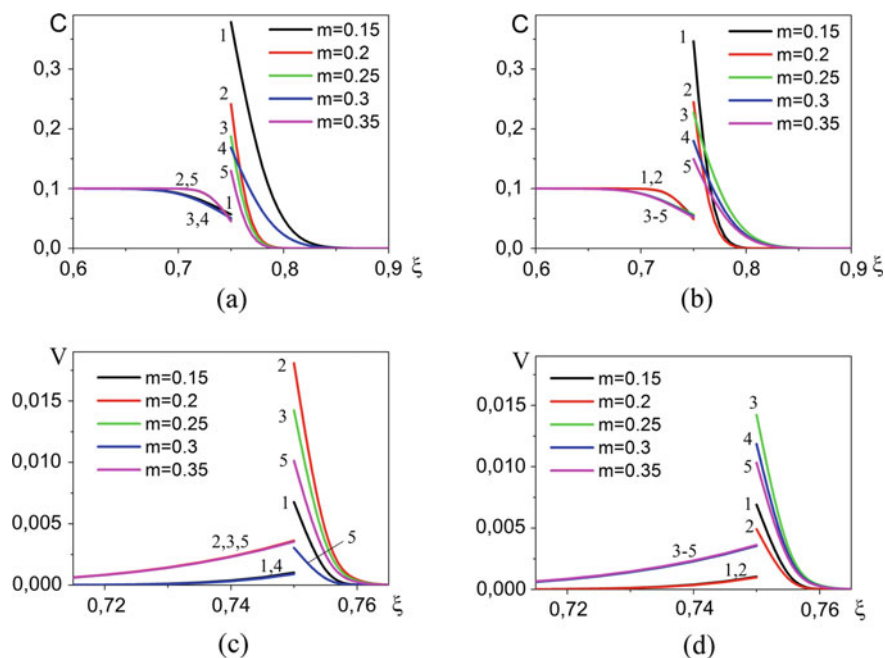 C
1
2
3
4
5
2,5
1
3,4
m=0.15
m=0.2
m=0.25
m=0.3
m=0.35
0,3
0,2
0,1
0,0
0,6 0,7 0,8 0,9 ξ
(a)
C
1
2
3
4
5
1,2
3-5
m=0.15
m=0.2
m=0.25
m=0.3
m=0.35
0,3
0,2
0,1
0,0
0,6 0,7 0,8 0,9 ξ
(b)
V
m=0.15
m=0.2
m=0.25
m=0.3
m=0.35
2
3
5
1
5
2,3,5
1,4
0,015
0,010
0,005
0,000
0,72 0,74 0,76 ξ
(c)
V
m=0.15
m=0.2
m=0.25
m=0.3
m=0.35
3
4
5
1
2
3-5
1,2
0,015
0,010
0,005
0,000
0,72 0,74 0,76 ξ
(d)